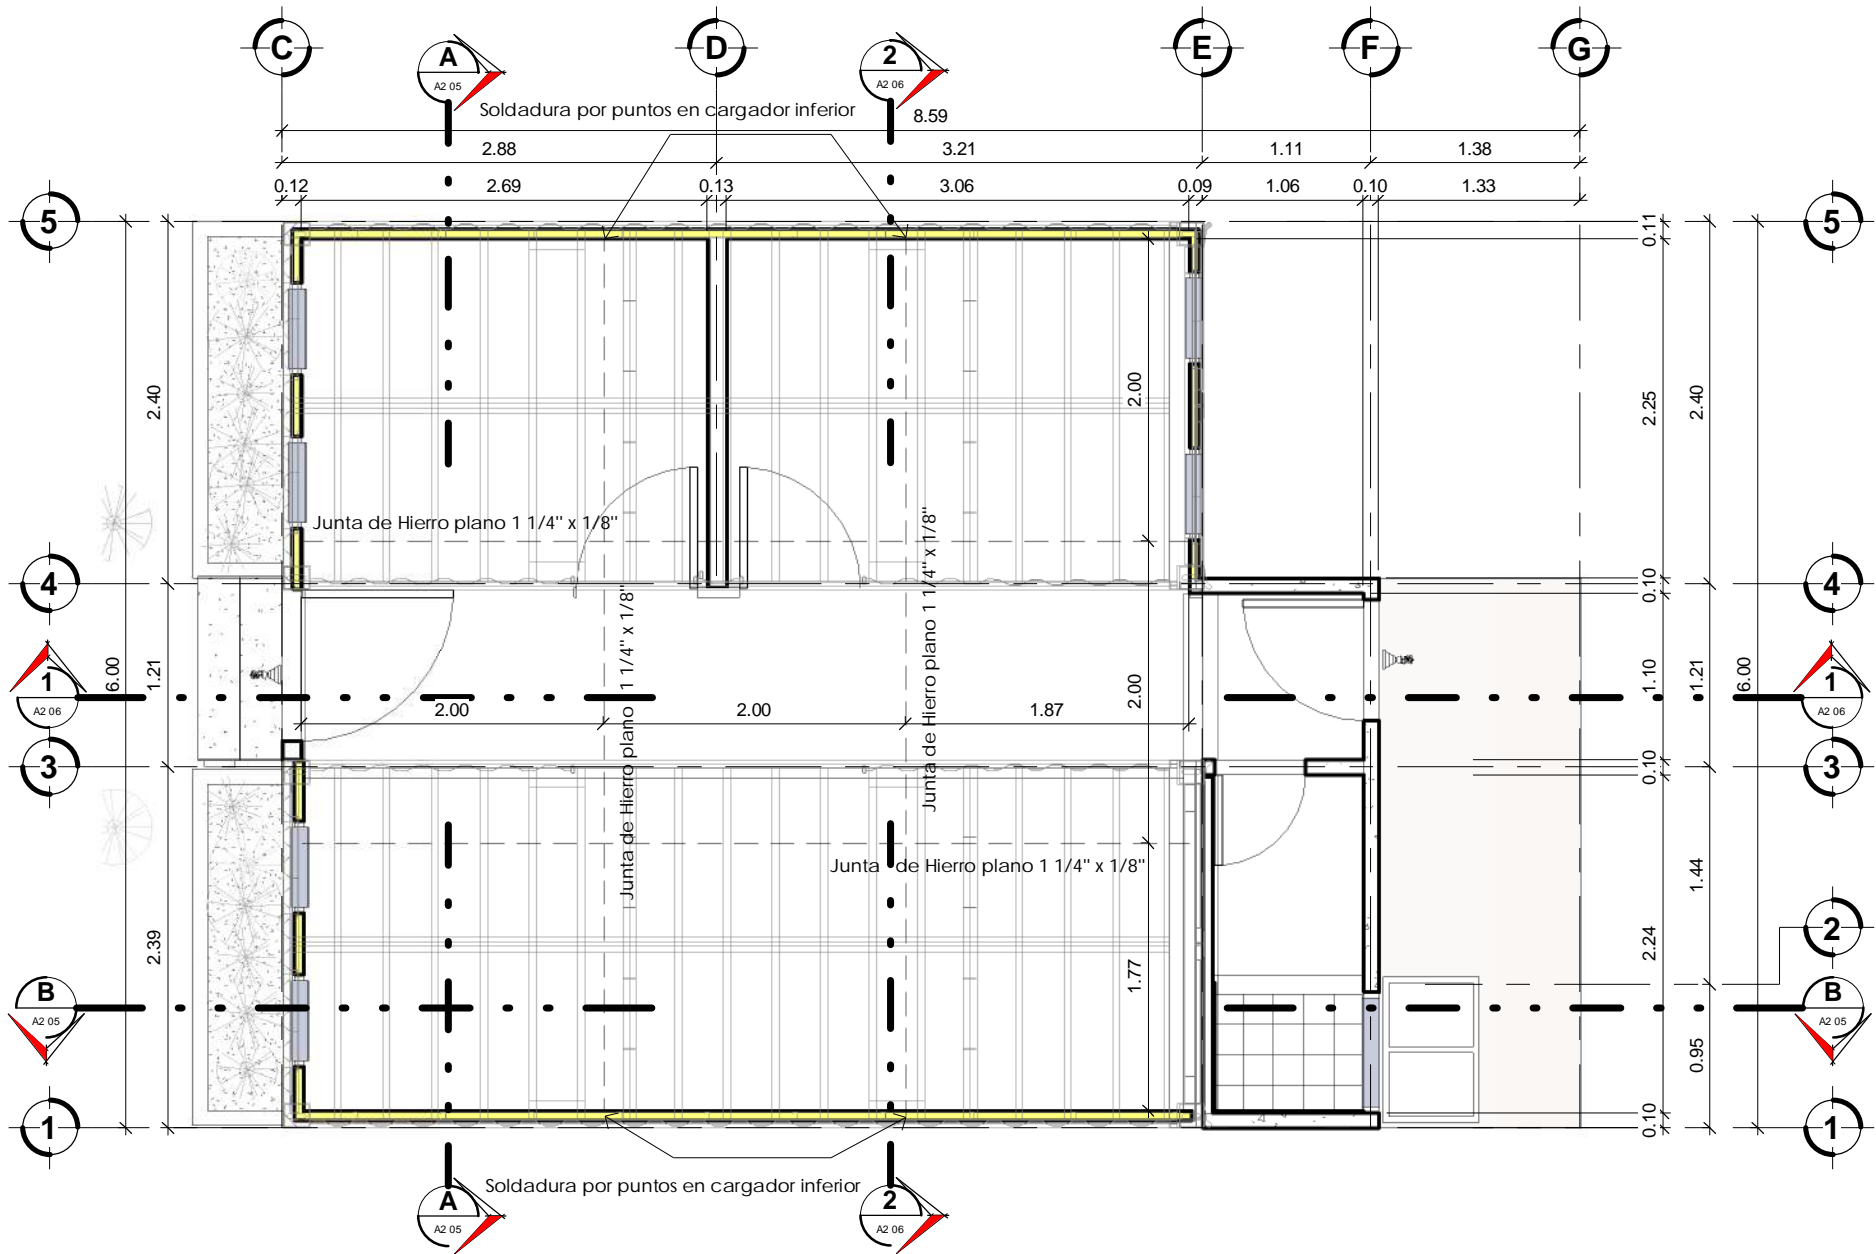 C
D
E
F
G
A
A2 05
2
A2 06
Soldadura por puntos en cargador inferior
8.59
2.88
3.21
1.11
1.38
0.12
2.69
0.13
3.06
0.09
1.06
0.10
1.33
5
5
0.11
2.40
2.00
2.25
2.40
Junta de Hierro plano 1 1/4" x 1/8"
Junta de Hierro plano 1 1/4" x 1/8"
Junta de Hierro plano 1 1/4" x 1/8"
4
0.10
4
6.00
1.21
1
A2 06
2.00
2.00
1.87
2.00
1.10
1.21
6.00
1
A2 06
3
0.10
3
Junta de Hierro plano 1 1/4" x 1/8"
1.44
2
2.39
1.77
2.24
B
A2 05
B
A2 05
0.95
1
0.10
1
Soldadura por puntos en cargador inferior
A
A2 05
2
A2 06